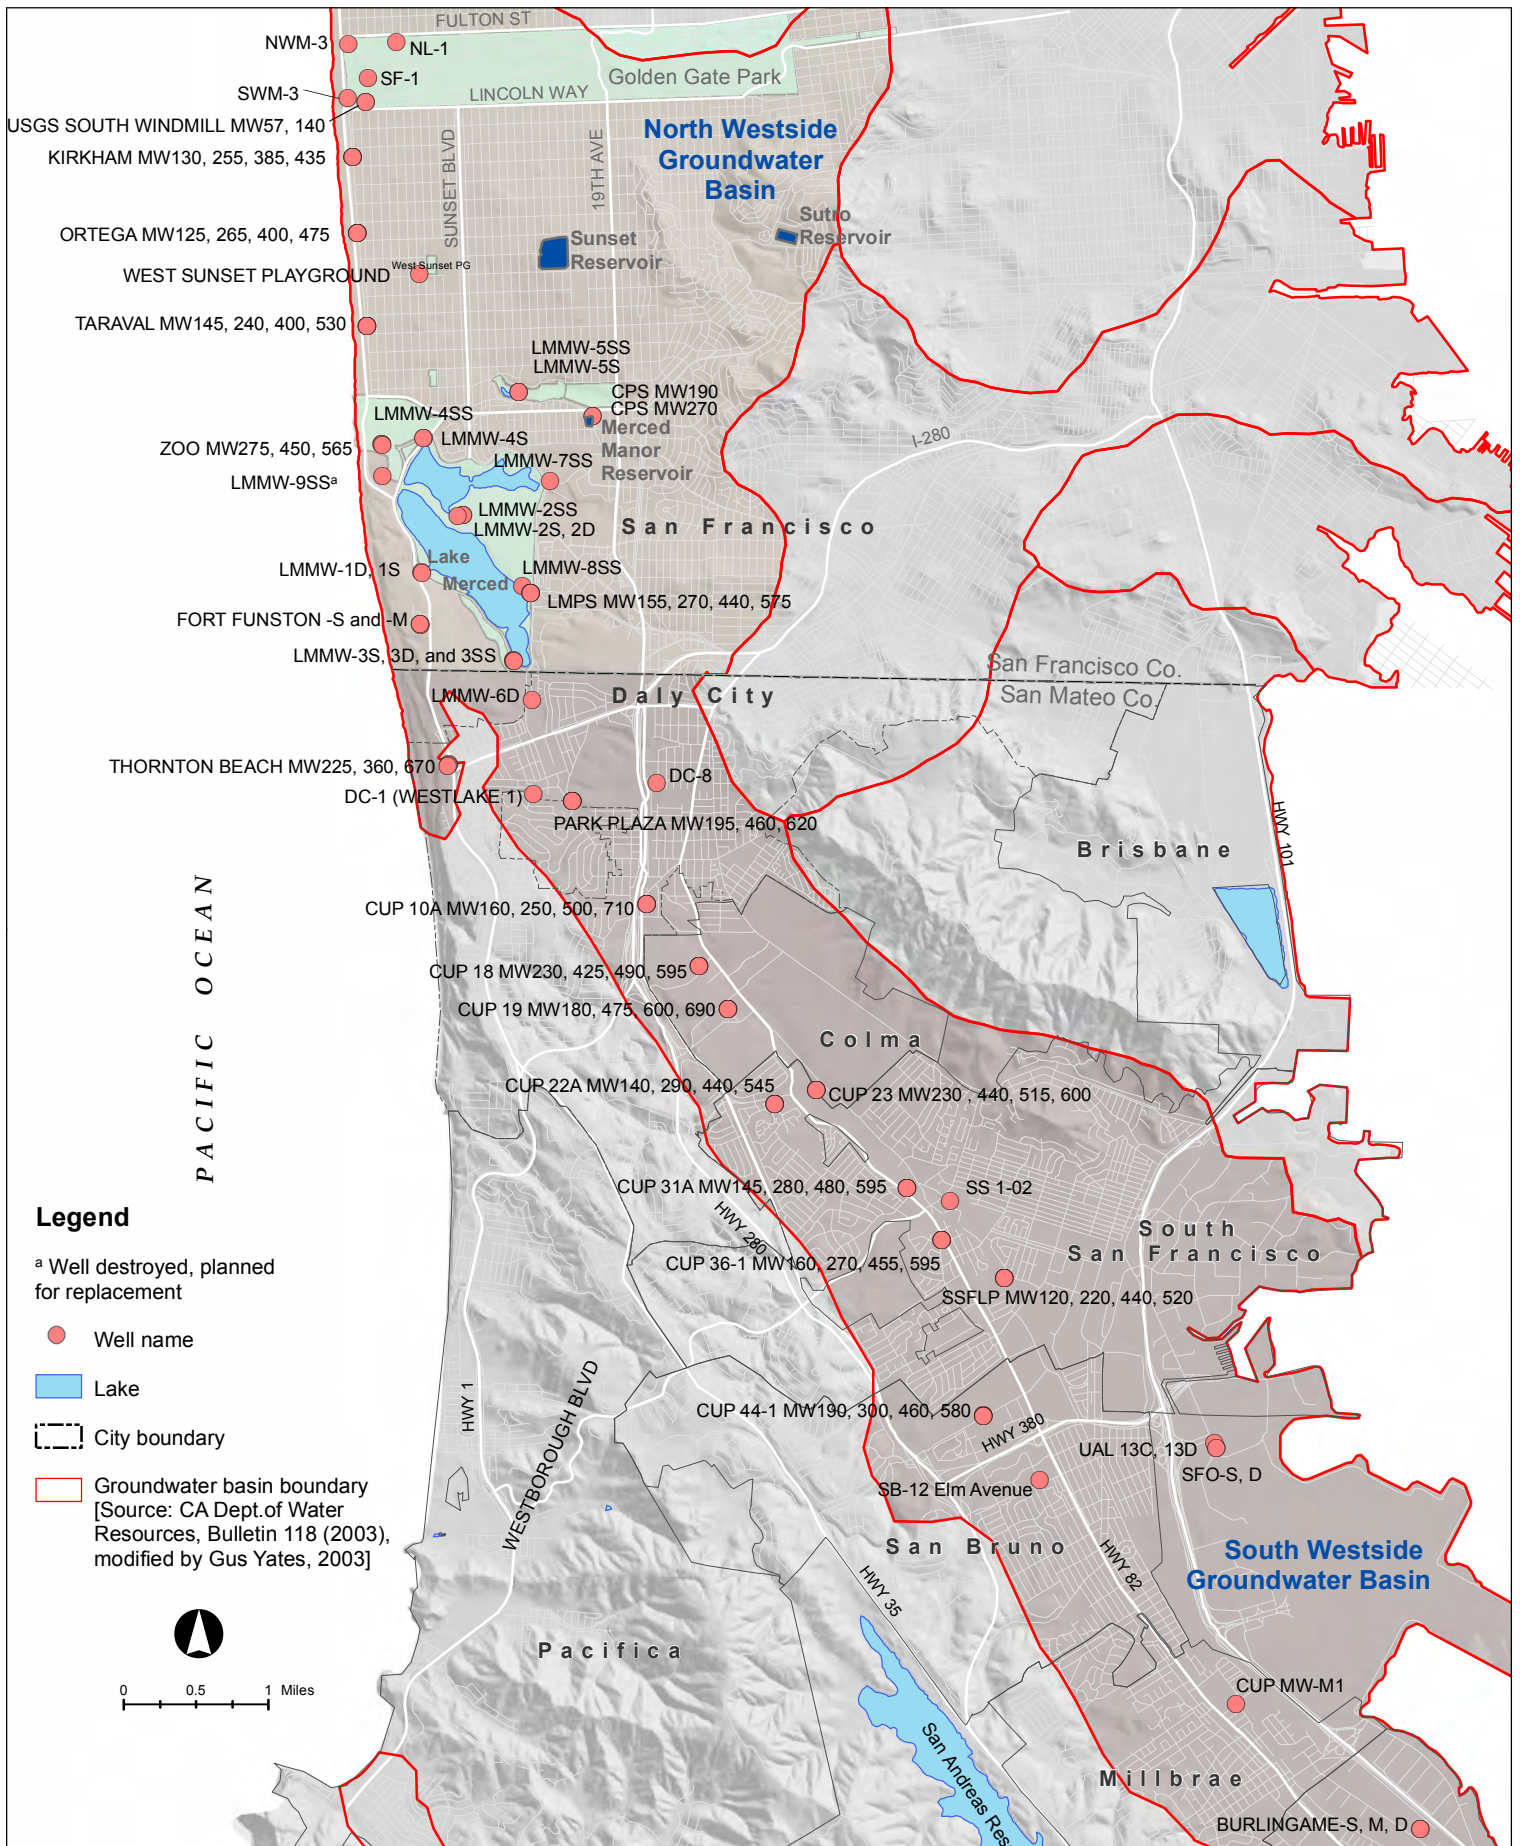 FULTON ST
NWM-3
NL-1
Golden Gate Park
SF-1
SWM-3
LINCOLN WAY
USGS SOUTH WINDMILL MW57, 140
North Westside
Groundwater
Basin
KIRKHAM MW130, 255, 385, 435
SUNSET BLVD
19TH AVE
Sutro
Reservoir
ORTEGA MW125, 265, 400, 475
Sunset
Reservoir
West Sunset PG
WEST SUNSET PLAYGROUND
TARAVAL MW145, 240, 400, 530
LMMW-5SS
LMMW-5S
CPS MW190
CPS MW270
Merced
Manor
Reservoir
LMMW-4SS
LMMW-4S
I-280
ZOO MW275, 450, 565
LMMW-7SS
LMMW-9SSa
LMMW-2SS
LMMW-2S, 2D
San Francisco
Lake
Merced
LMMW-1D, 1S
LMMW-8SS
LMPS MW155, 270, 440, 575
FORT FUNSTON -S and -M
LMMW-3S, 3D, and 3SS
San Francisco Co.
San Mateo Co.
LMMW-6D
Daly City
THORNTON BEACH MW225, 360, 670
DC-8
DC-1 (WESTLAKE 1)
PARK PLAZA MW195, 460, 620
HWY 101
Brisbane
PACIFIC OCEAN
CUP 10A MW160, 250, 500, 710
CUP 18 MW230, 425, 490, 595
CUP 19 MW180, 475, 600, 690
Colma
CUP 22A MW140, 290, 440, 545
CUP 23 MW230 , 440, 515, 600
CUP 31A MW145, 280, 480, 595
SS 1-02
HWY 280
South
San Francisco
CUP 36-1 MW160, 270, 455, 595
SSFLP MW120, 220, 440, 520
HWY 1
WESTBOROUGH BLVD
CUP 44-1 MW190, 300, 460, 580
HWY 380
UAL 13C, 13D
SFO-S, D
SB-12 Elm Avenue
San Bruno
HWY 82
HWY 35
South Westside
Groundwater Basin
Pacifica
San Andreas Res
CUP MW-M1
Millbrae
BURLINGAME-S, M, D
Legend
a Well destroyed, planned
for replacement
Well name
Lake
City boundary
Groundwater basin boundary
[Source: CA Dept.of Water
Resources, Bulletin 118 (2003),
modified by Gus Yates, 2003]
0 0.5 1 Miles